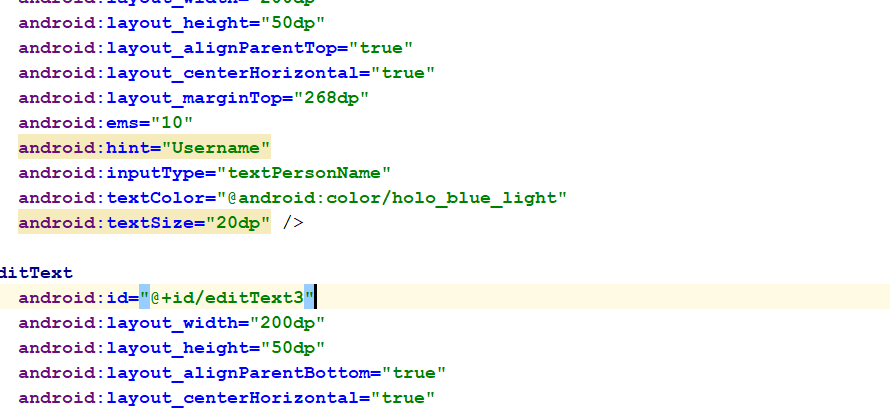 android:layout_width="200dp"
android:layout_height="50dp"
android:layout_alignParentTop="true"
android:layout_centerHorizontal="true"
android:layout_marginTop="268dp"
android:ems="10"
android:hint="Username"
android:inputType="textPersonName"
android:textColor="@android:color/holo_blue_light"
android:textSize="20dp" />
ditText
android:id="@+id/editText3"
android:layout_width="200dp"
android:layout_height="50dp"
android:layout_alignParentBottom="true"
android:layout_centerHorizontal="true"